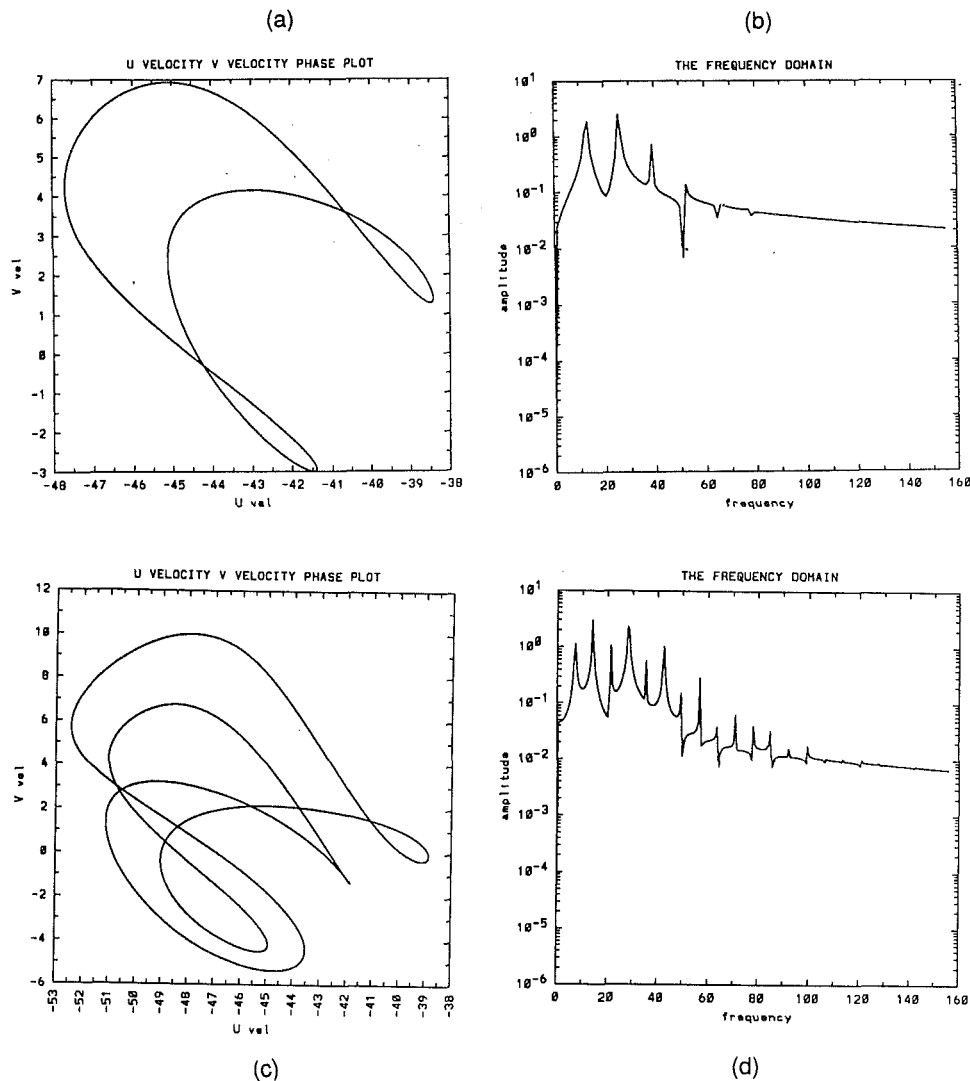 (a)
(b)
U VELOCITY V VELOCITY PHASE PLOT
7
6
5
4
3
2
1
0
-1
-2
-3
V vel
-48 -47 -46 -45 -44 -43 -42 -41 -40 -39 -38
U vel
THE FREQUENCY DOMAIN
10^1
10^0
10^-1
10^-2
10^-3
10^-4
10^-5
10^-6
amplitude
0 20 40 60 80 100 120 140 160
frequency
U VELOCITY V VELOCITY PHASE PLOT
12
10
8
6
4
2
0
-2
-4
-6
V vel
-53 -52 -51 -50 -49 -48 -47 -46 -45 -44 -43 -42 -41 -40 -39 -38
U vel
THE FREQUENCY DOMAIN
10^1
10^0
10^-1
10^-2
10^-3
10^-4
10^-5
10^-6
amplitude
0 20 40 60 80 100 120 140 160
frequency
(c)
(d)